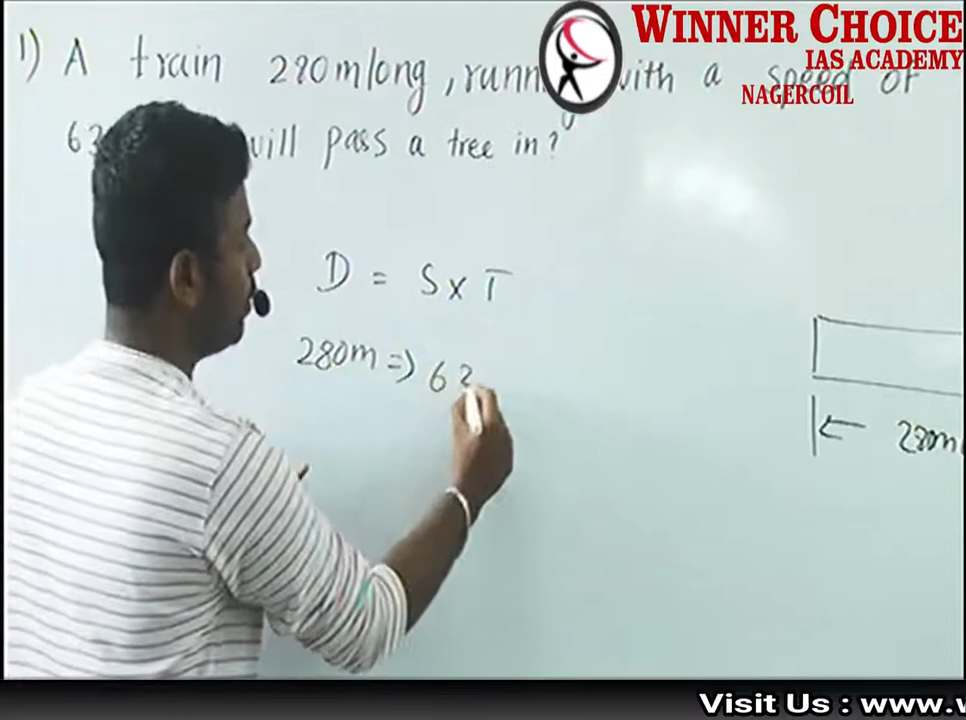 WINNER CHOICE
IAS ACADEMY
NAGERCOIL
1) A train 280m long, runn with a speed of
63 will pass a tree in?
D = S x T
280m => 63
280m
Visit Us : www.